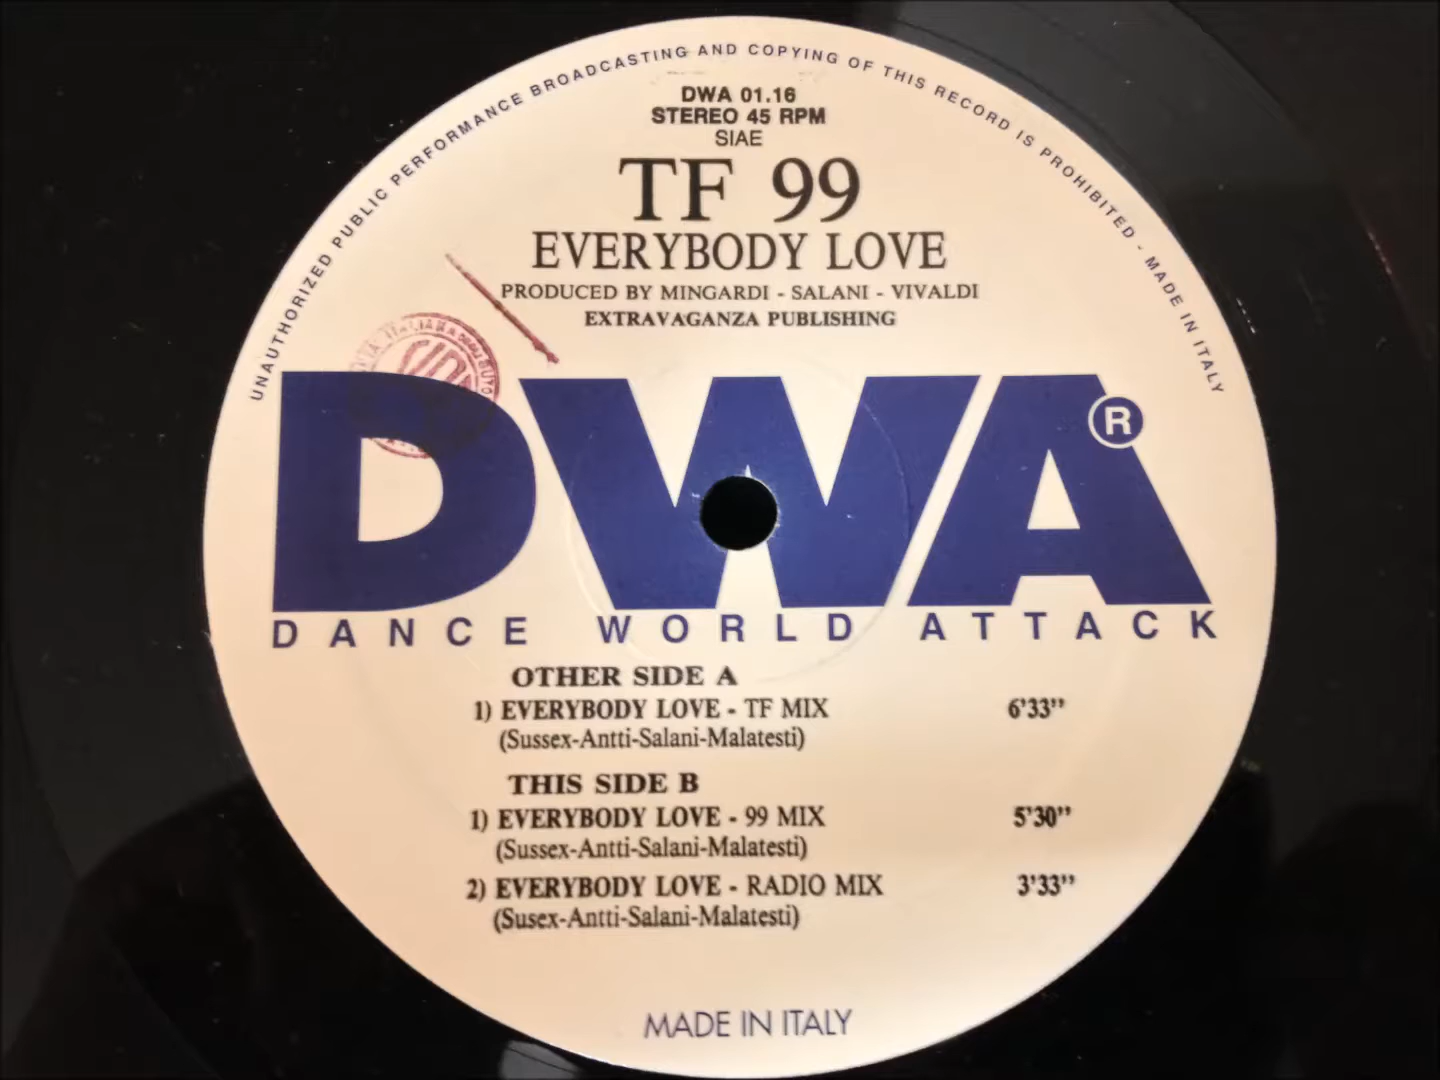 UNAUTHORIZED PUBLIC PERFORMANCE BROADCASTING AND COPYING OF THIS RECORD IS PROHIBITED - MADE IN ITALY
DWA 01.16
STEREO 45 RPM
SIAE
TF 99
EVERYBODY LOVE
PRODUCED BY MINGARDI - SALANI - VIVALDI
EXTRAVAGANZA PUBLISHING
DWA®
DANCE WORLD ATTACK
OTHER SIDE A
1) EVERYBODY LOVE - TF MIX 6'33"
(Sussex-Antti-Salani-Malatesti)
THIS SIDE B
1) EVERYBODY LOVE - 99 MIX 5'30"
(Sussex-Antti-Salani-Malatesti)
2) EVERYBODY LOVE - RADIO MIX 3'33"
(Susex-Antti-Salani-Malatesti)
MADE IN ITALY